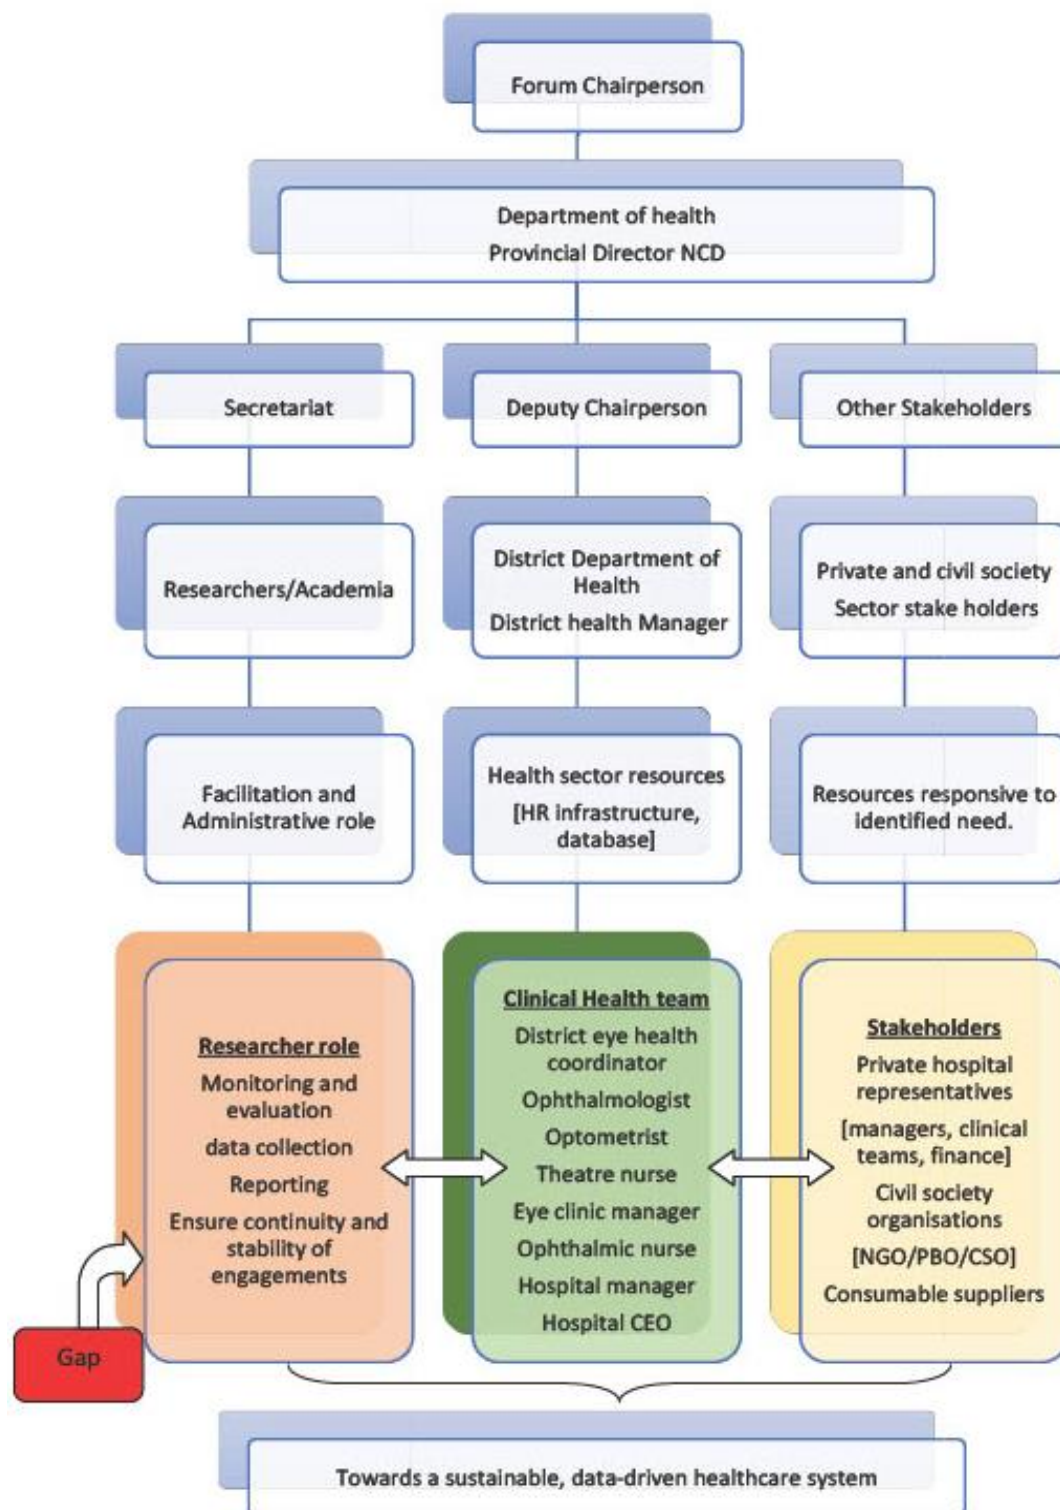 Forum Chairperson
Department of health
Provincial Director NCD
Secretariat
Deputy Chairperson
Other Stakeholders
Researchers/Academia
District Department of
Health
District health Manager
Private and civil society
Sector stake holders
Facilitation and
Administrative role
Health sector resources
[HR infrastructure,
database]
Resources responsive to
identified need.
Researcher role
Monitoring and
evaluation
data collection
Reporting
Ensure continuity and
stability of
engagements
Clinical Health team
District eye health
coordinator
Ophthalmologist
Optometrist
Theatre nurse
Eye clinic manager
Ophthalmic nurse
Hospital manager
Hospital CEO
Stakeholders
Private hospital
representatives
[managers, clinical
teams, finance]
Civil society
organisations
[NGO/PBO/CSO]
Consumable suppliers
Gap
Towards a sustainable, data-driven healthcare system